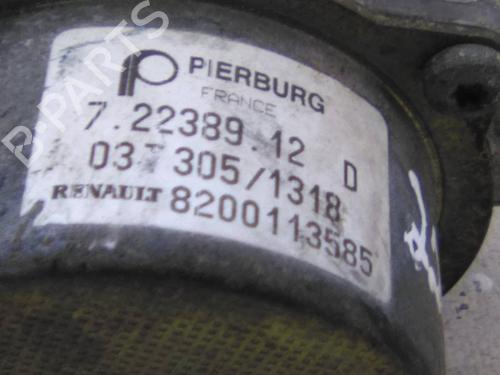 B-PARTS
PIERBURG
FRANCE
7.22389.12 D
03 305/1318
RENAULT 8200113585